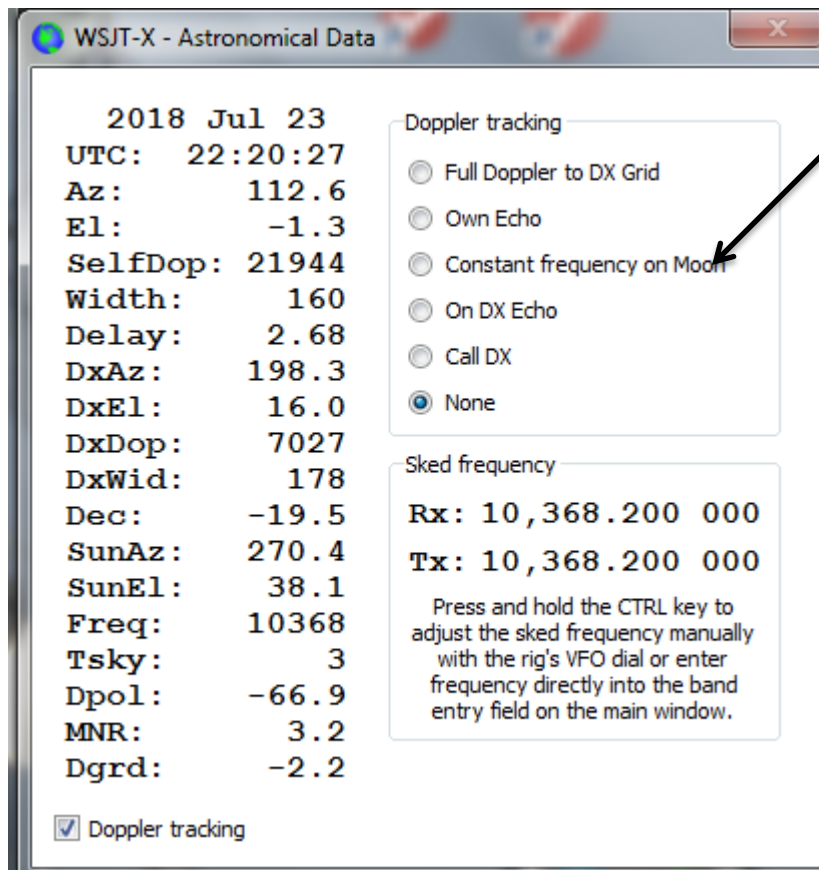 WSJT-X - Astronomical Data
2018 Jul 23
UTC: 22:20:27
Az: 112.6
El: -1.3
SelfDop: 21944
Width: 160
Delay: 2.68
DxAz: 198.3
DxEl: 16.0
DxDop: 7027
DxWid: 178
Dec: -19.5
SunAz: 270.4
SunEl: 38.1
Freq: 10368
Tsky: 3
Dpol: -66.9
MNR: 3.2
Dgrd: -2.2
Doppler tracking
Doppler tracking
Full Doppler to DX Grid
Own Echo
Constant frequency on Moon
On DX Echo
Call DX
None
Sked frequency
Rx: 10,368.200 000
Tx: 10,368.200 000
Press and hold the CTRL key to
adjust the sked frequency manually
with the rig's VFO dial or enter
frequency directly into the band
entry field on the main window.